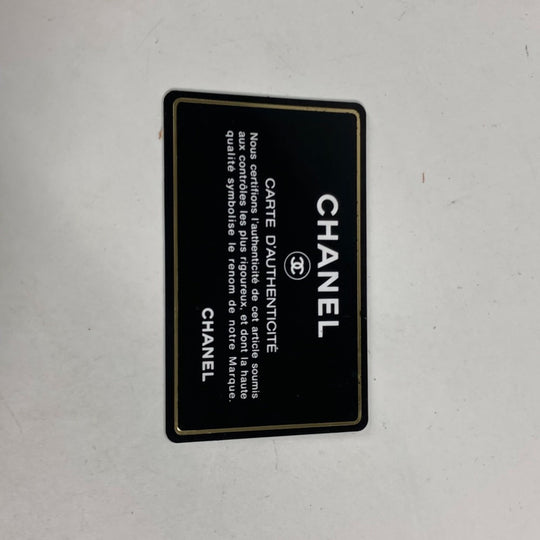 CHANEL
CARTE D'AUTHENTICITÉ
Nous certifions l'authenticité de cet article soumis
aux contrôles les plus rigoureux, et dont la haute
qualité symbolise le renom de notre Marque.
CHANEL